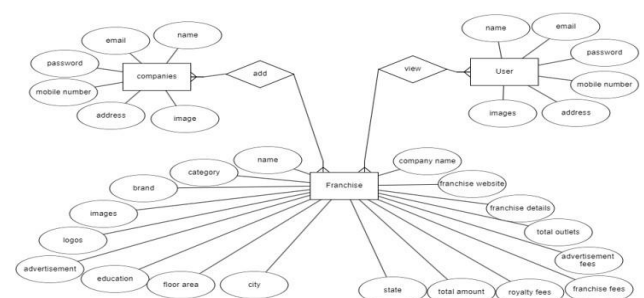 email
name
password
companies
mobile number
address
image
add
view
name
email
password
User
mobile number
images
address
name
company name
category
franchise website
brand
Franchise
images
franchise details
logos
total outlets
advertisement
education
floor area
city
state
total amount
royalty fees
franchise fees
advertisement
fees